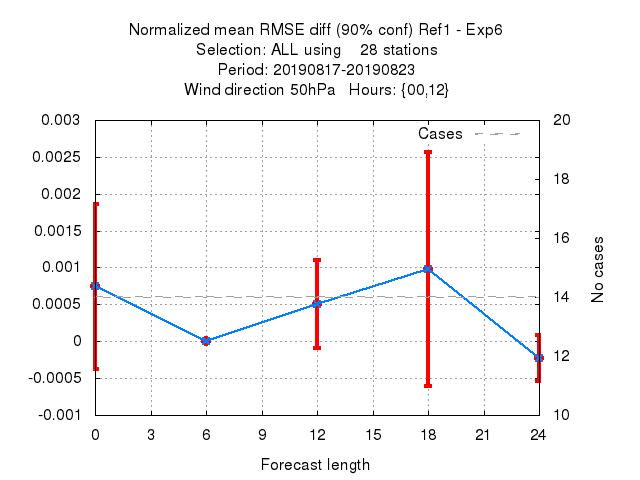 Normalized mean RMSE diff (90% conf) Ref1 - Exp6
Selection: ALL using    28 stations
Period: 20190817-20190823
Wind direction 50hPa   Hours: {00,12}
Cases
0.003
0.0025
0.002
0.0015
0.001
0.0005
0
-0.0005
-0.001
20
18
16
14
12
10
No cases
0 3 6 9 12 15 18 21 24
Forecast length